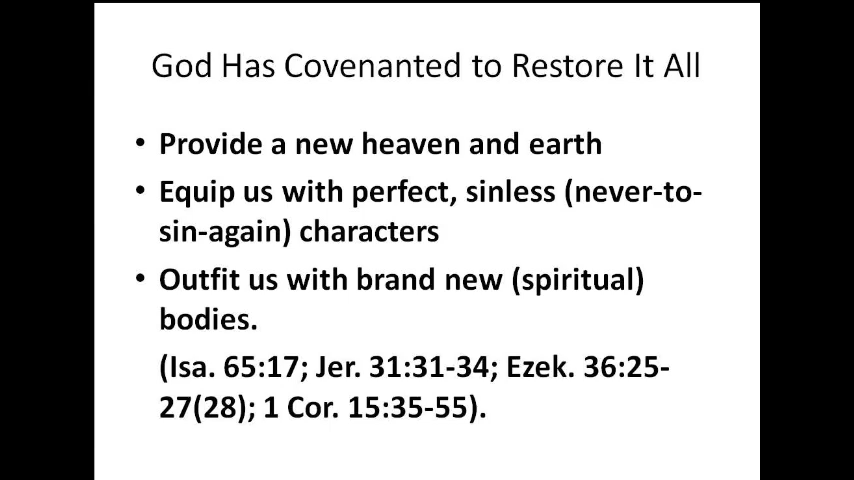 God Has Covenanted to Restore It All
• Provide a new heaven and earth
• Equip us with perfect, sinless (never-to-
sin-again) characters
• Outfit us with brand new (spiritual)
bodies.
(Isa. 65:17; Jer. 31:31-34; Ezek. 36:25-
27(28); 1 Cor. 15:35-55).